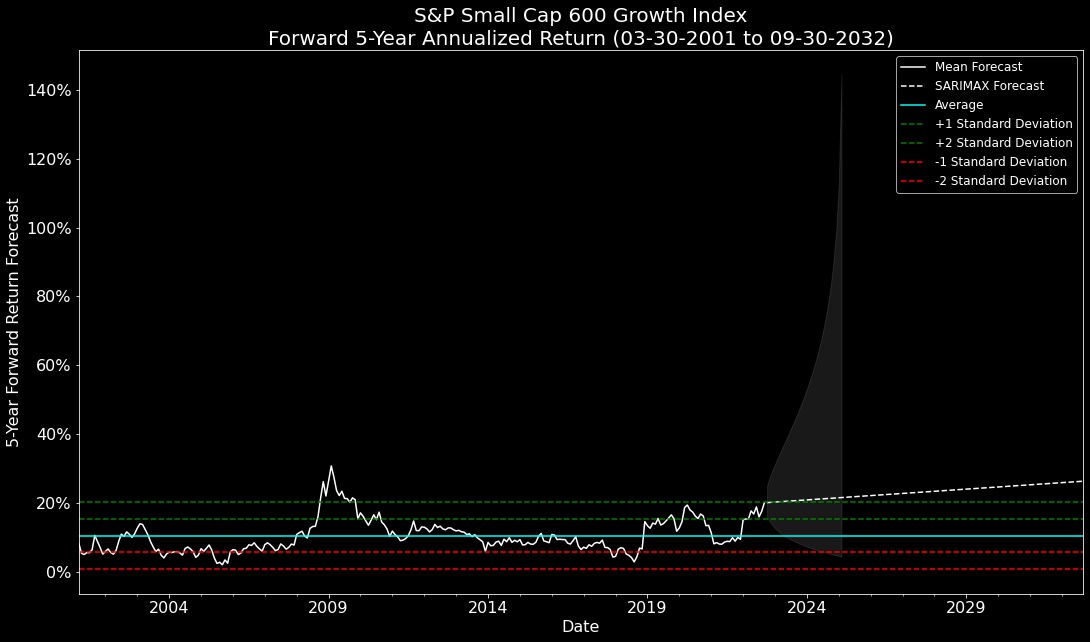 S&P Small Cap 600 Growth Index
Forward 5-Year Annualized Return (03-30-2001 to 09-30-2032)
5-Year Forward Return Forecast
140%
120%
100%
80%
60%
40%
20%
0%
Mean Forecast
SARIMAX Forecast
Average
+1 Standard Deviation
+2 Standard Deviation
-1 Standard Deviation
-2 Standard Deviation
2004
2009
2014
2019
2024
2029
Date